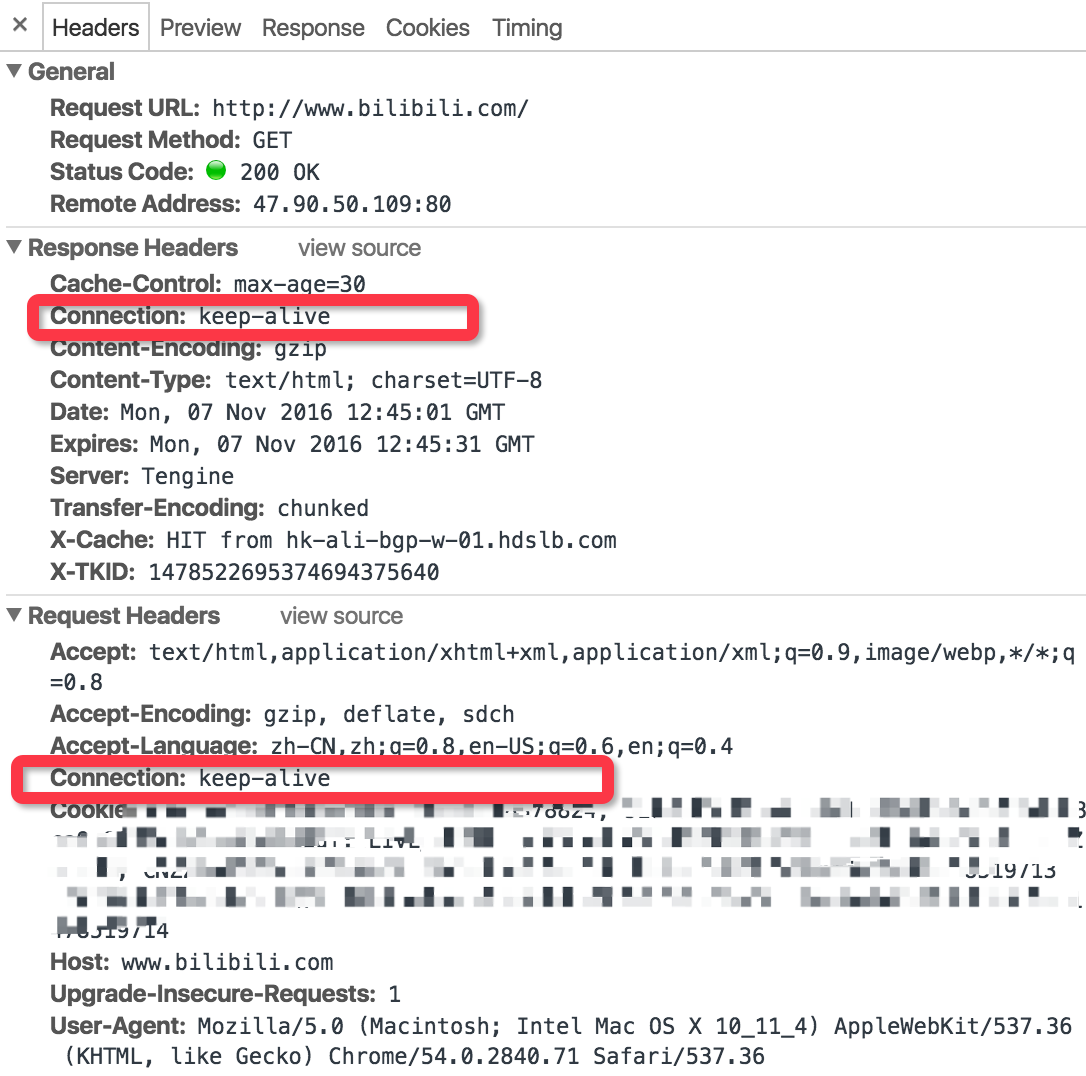 × Headers Preview Response Cookies Timing
▼ General
Request URL: http://www.bilibili.com/
Request Method: GET
Status Code: 200 OK
Remote Address: 47.90.50.109:80
▼ Response Headers view source
Cache-Control: max-age=30
Connection: keep-alive
Content-Encoding: gzip
Content-Type: text/html; charset=UTF-8
Date: Mon, 07 Nov 2016 12:45:01 GMT
Expires: Mon, 07 Nov 2016 12:45:31 GMT
Server: Tengine
Transfer-Encoding: chunked
X-Cache: HIT from hk-ali-bgp-w-01.hdslb.com
X-TKID: 1478522695374694375640
▼ Request Headers view source
Accept: text/html,application/xhtml+xml,application/xml;q=0.9,image/webp,*/*;q
=0.8
Accept-Encoding: gzip, deflate, sdch
Accept-Language: zh-CN,zh;q=0.8,en-US;q=0.6,en;q=0.4
Connection: keep-alive
Cookie
Host: www.bilibili.com
Upgrade-Insecure-Requests: 1
User-Agent: Mozilla/5.0 (Macintosh; Intel Mac OS X 10_11_4) AppleWebKit/537.36
(KHTML, like Gecko) Chrome/54.0.2840.71 Safari/537.36